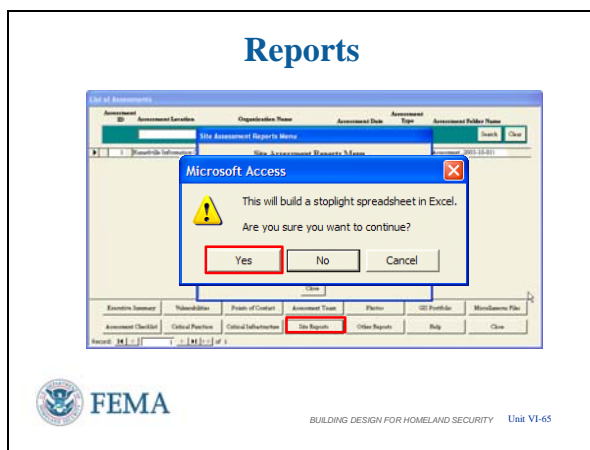 Reports
List of Assessments
Assessment ID Assessment Location Organization Name Assessment Date Assessment Type Assessment Folder Name
Search Clear
Site Assessment Reports Menu
Site Assessment Reports Menu
1
Microsoft Access
This will build a stoplight spreadsheet in Excel.
Are you sure you want to continue?
Yes No Cancel
Close
Executive Summary Vulnerabilities Points of Contact Assessment Team Photos GIS Portfolio Miscellaneous Files
Assessment Checklist Critical Function Critical Infrastructure Site Reports Other Reports Help Close
Record: 1 of 1
FEMA
BUILDING DESIGN FOR HOMELAND SECURITY Unit VI-65